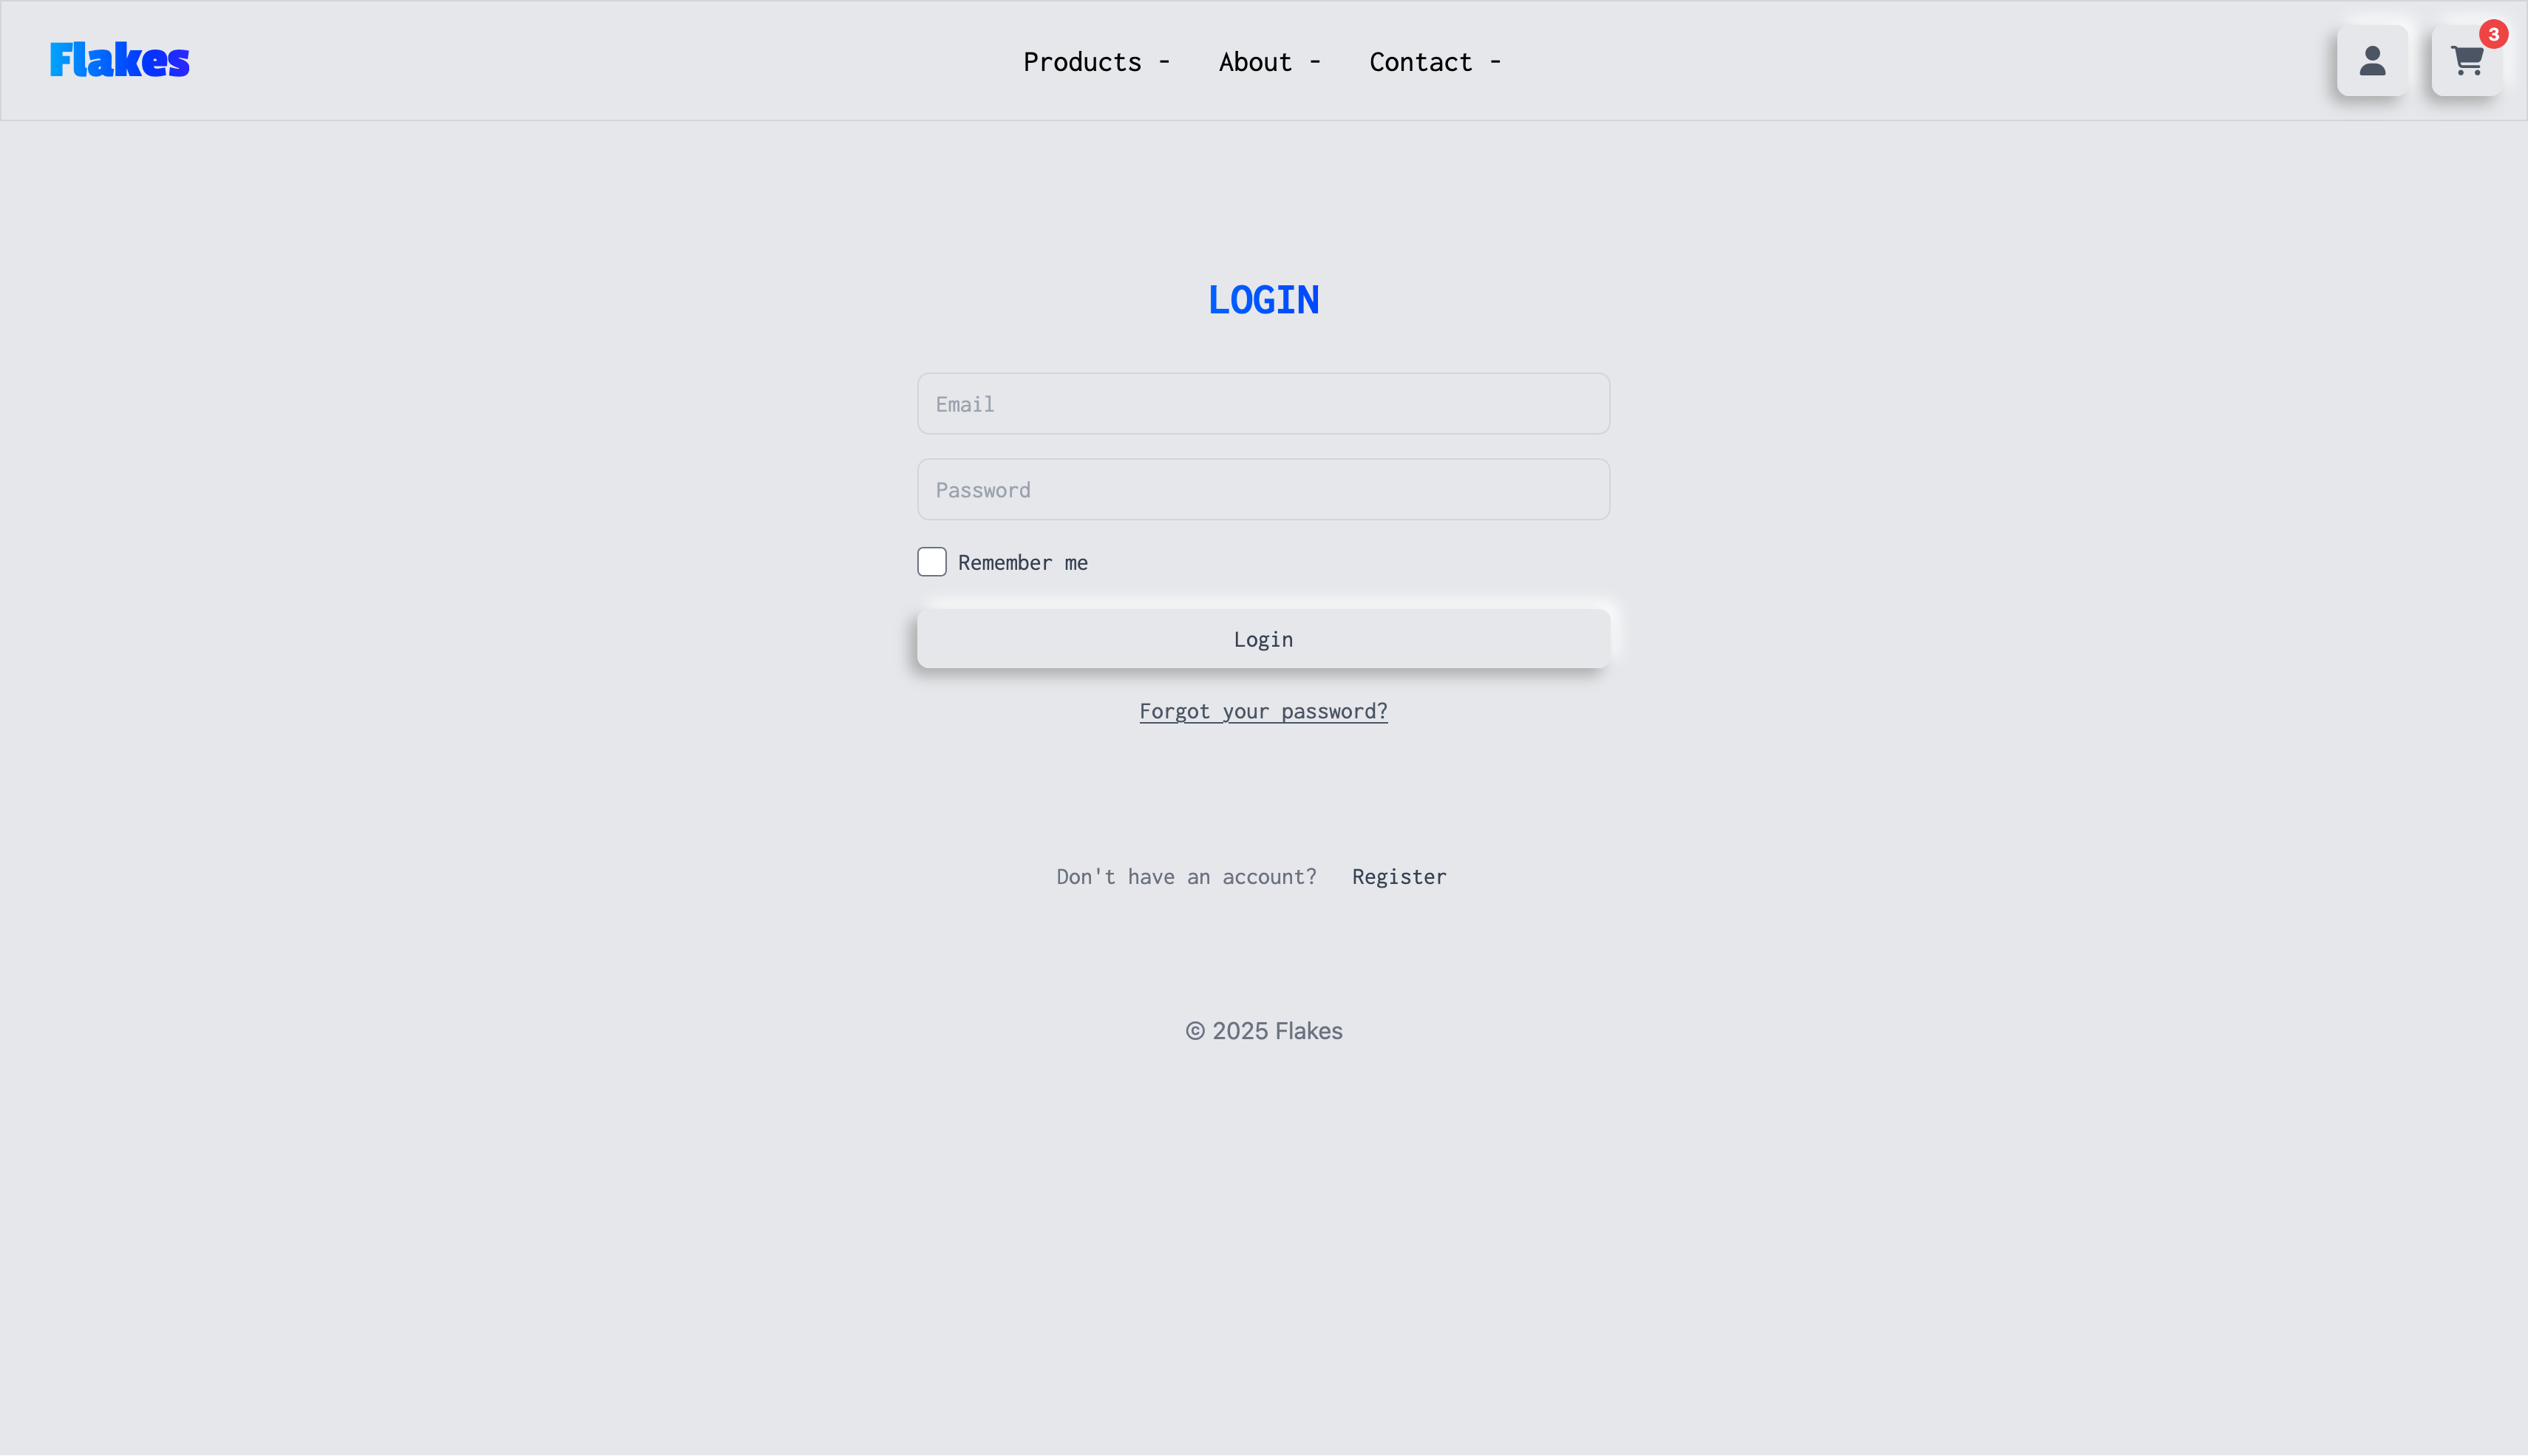 Flakes
Products -
About -
Contact -
3
LOGIN
Email
Password
Remember me
Login
Forgot your password?
Don't have an account? Register
© 2025 Flakes